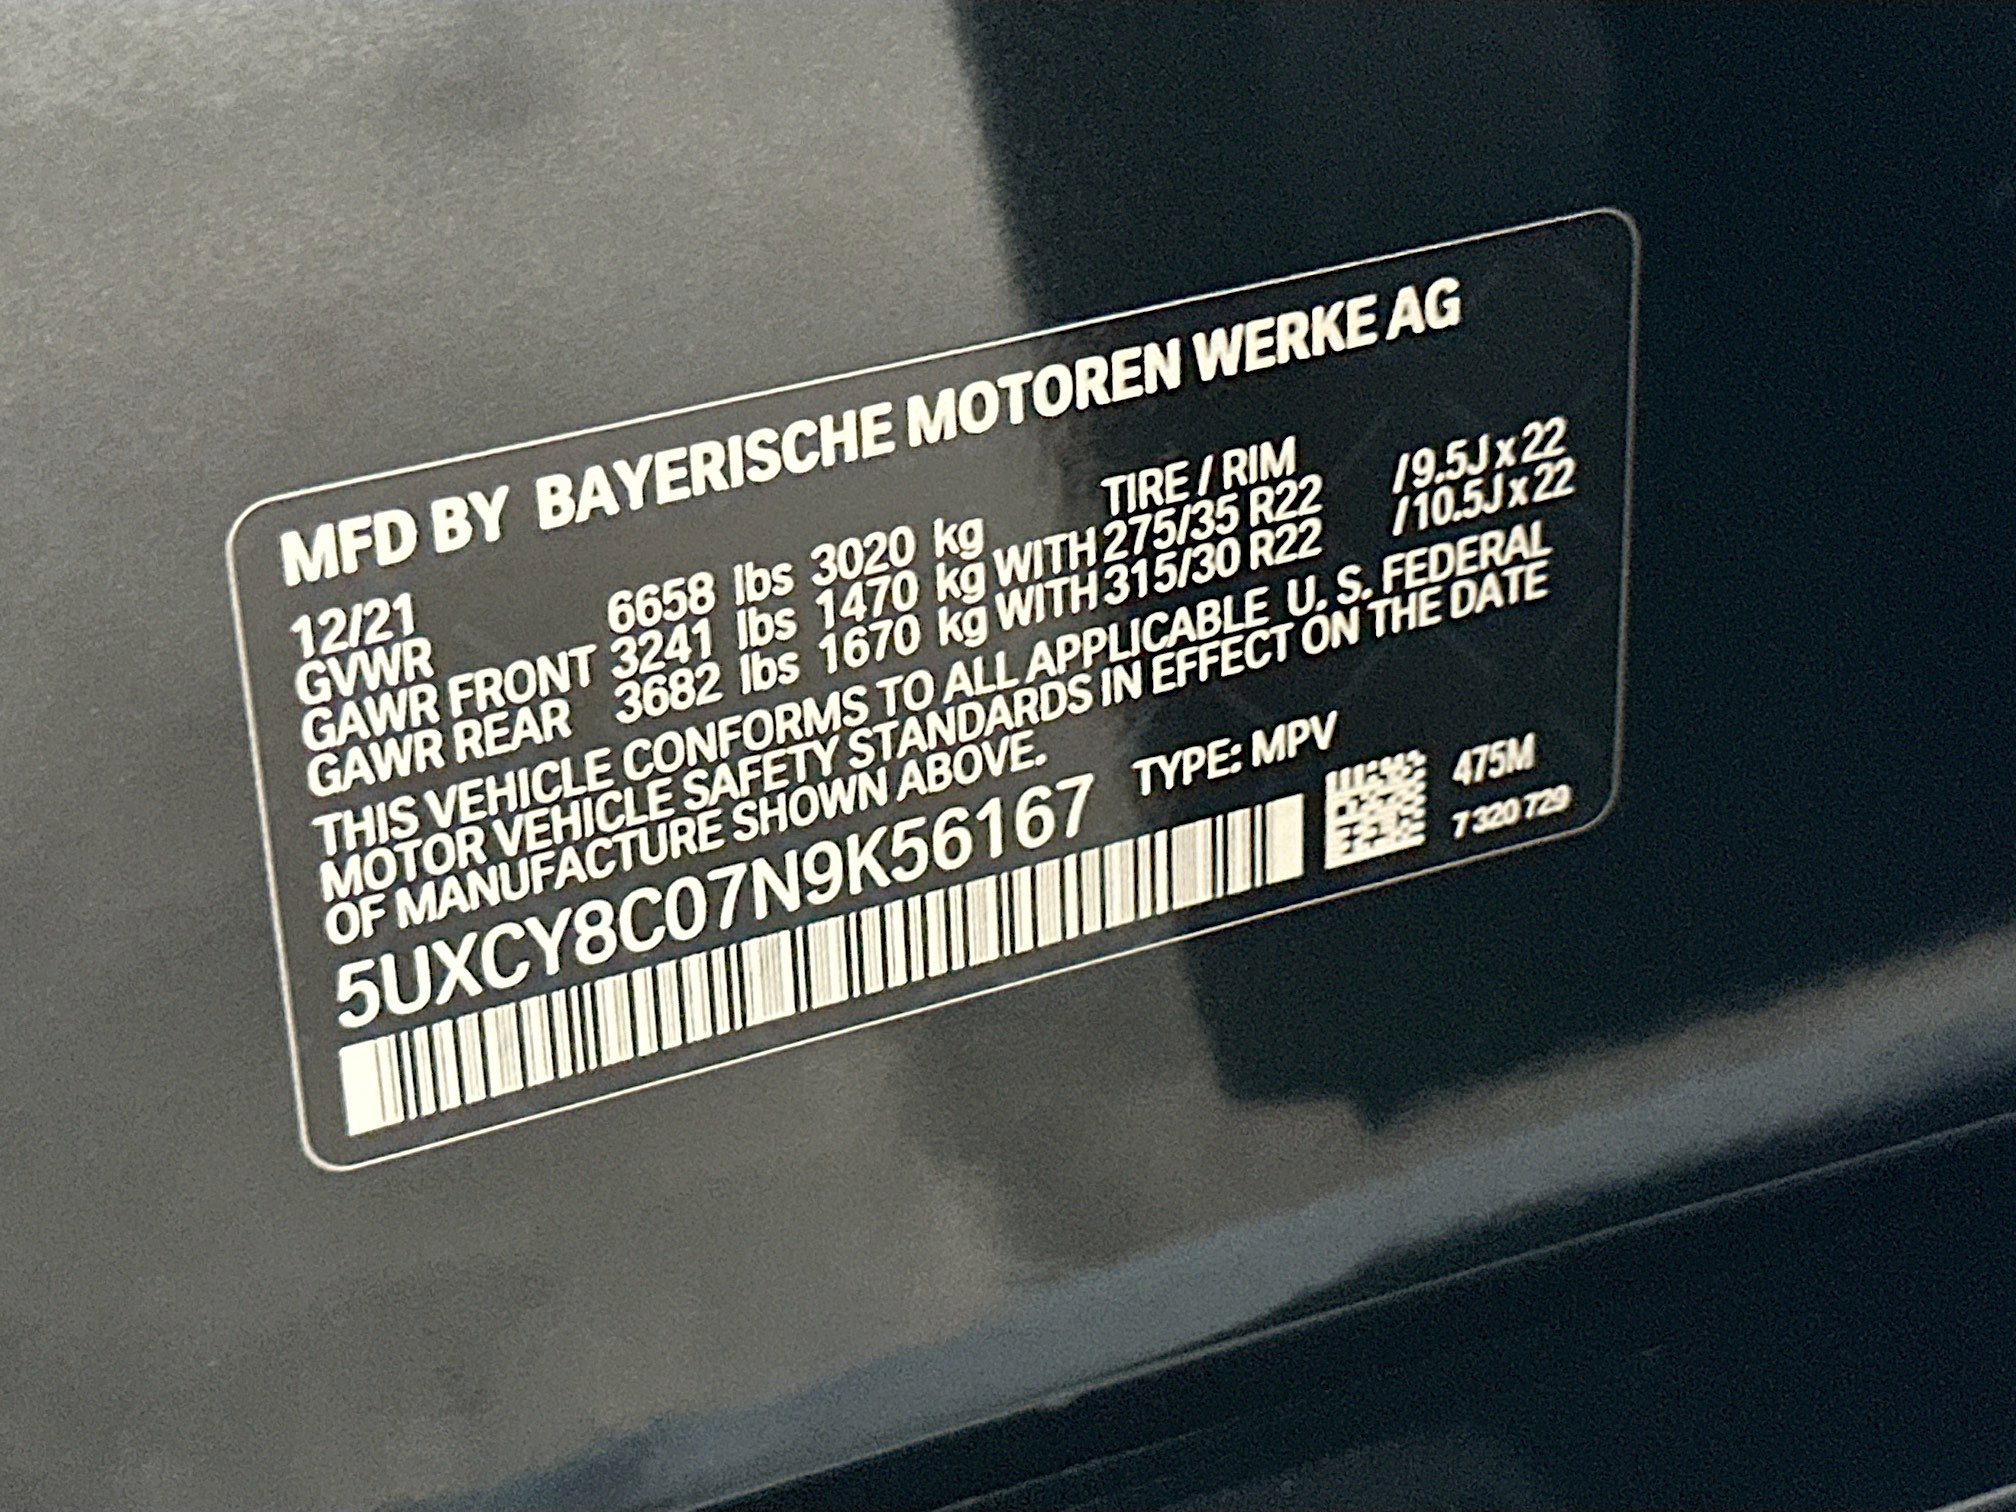 MFD BY BAYERISCHE MOTOREN WERKE AG
12/21 TIRE / RIM
GVWR 6658 lbs 3020 kg
GAWR FRONT 3241 lbs 1470 kg WITH 275/35 R22 /9.5J x 22
GAWR REAR 3682 lbs 1670 kg WITH 315/30 R22 /10.5J x 22
THIS VEHICLE CONFORMS TO ALL APPLICABLE U. S. FEDERAL
MOTOR VEHICLE SAFETY STANDARDS IN EFFECT ON THE DATE
OF MANUFACTURE SHOWN ABOVE.
5UXCY8C07N9K56167 TYPE: MPV
475M
7 320 729